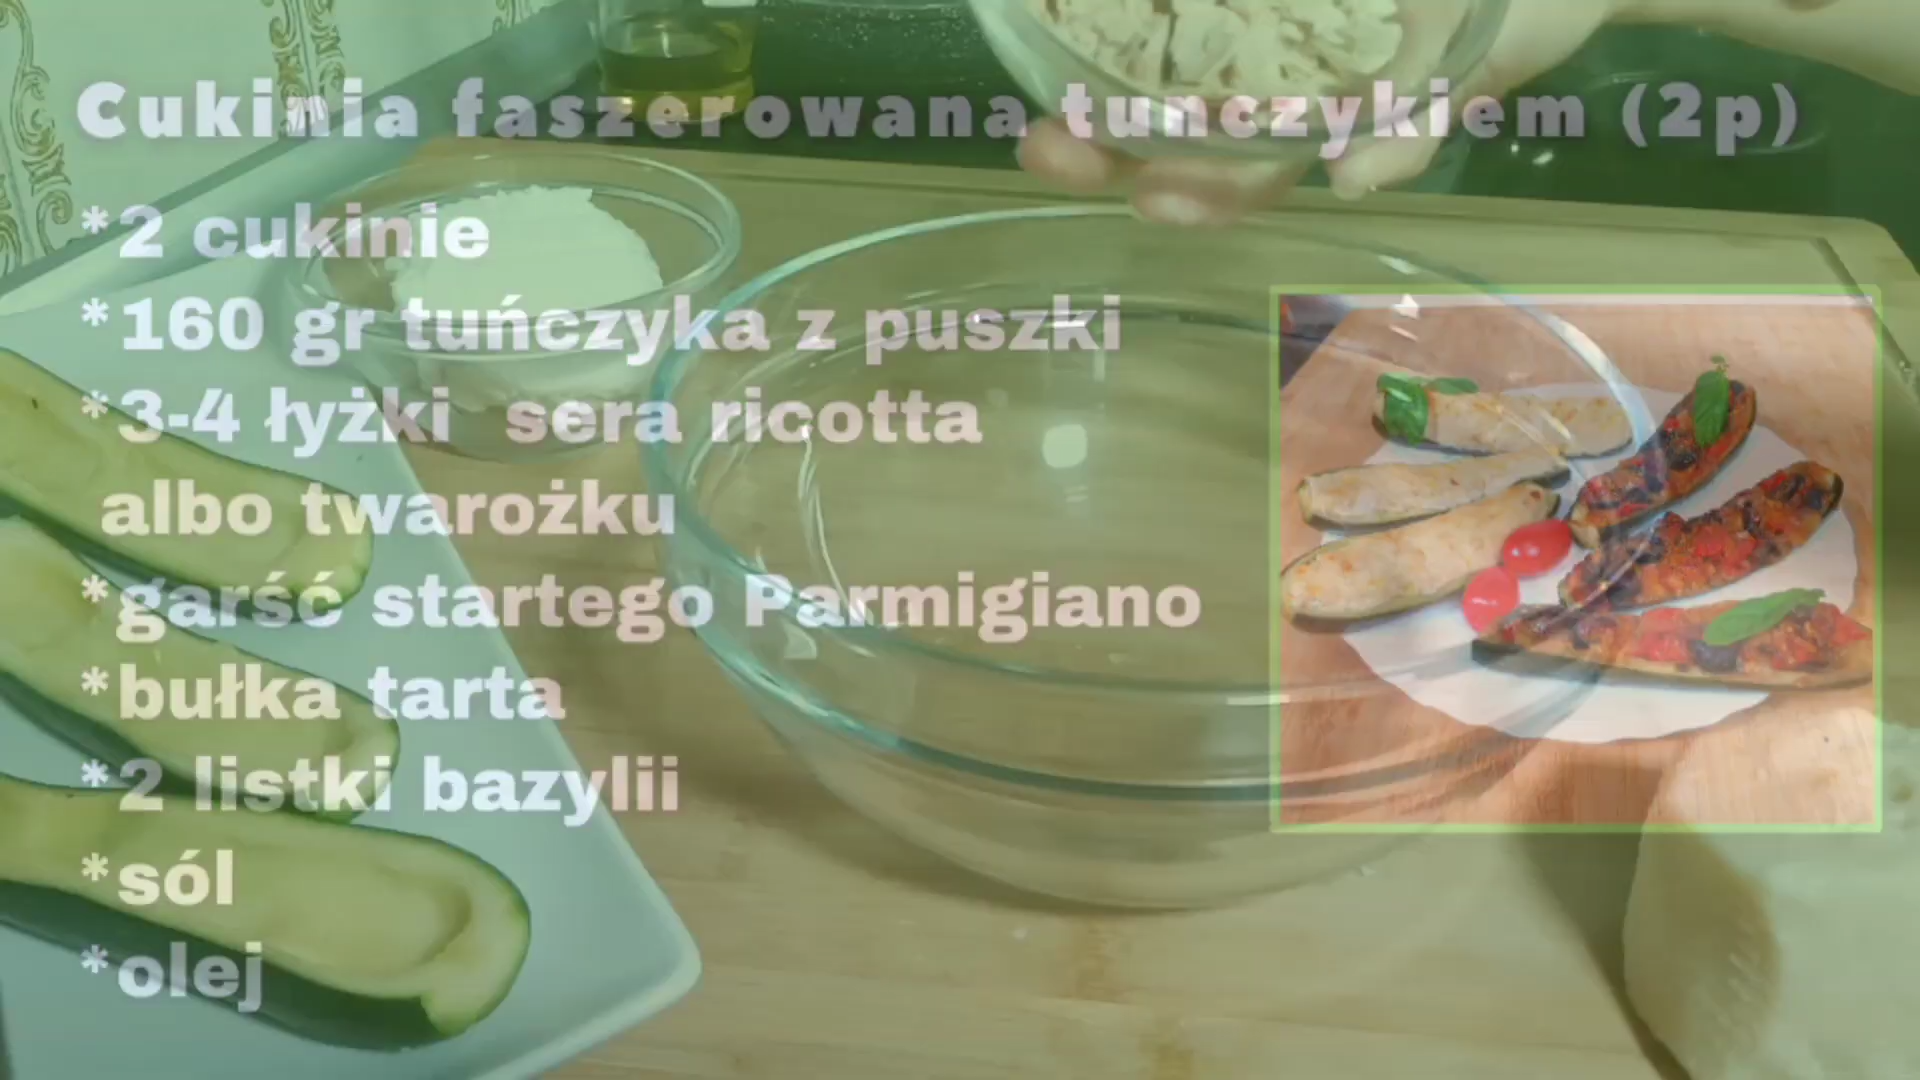 Cukinia faszerowana tunczykiem (2p)
*2 cukinie
*160 gr tuńczyka z puszki
*3-4 łyżki sera ricotta
albo twarożku
*garść startego Parmigiano
*bułka tarta
*2 listki bazylii
*sól
*olej